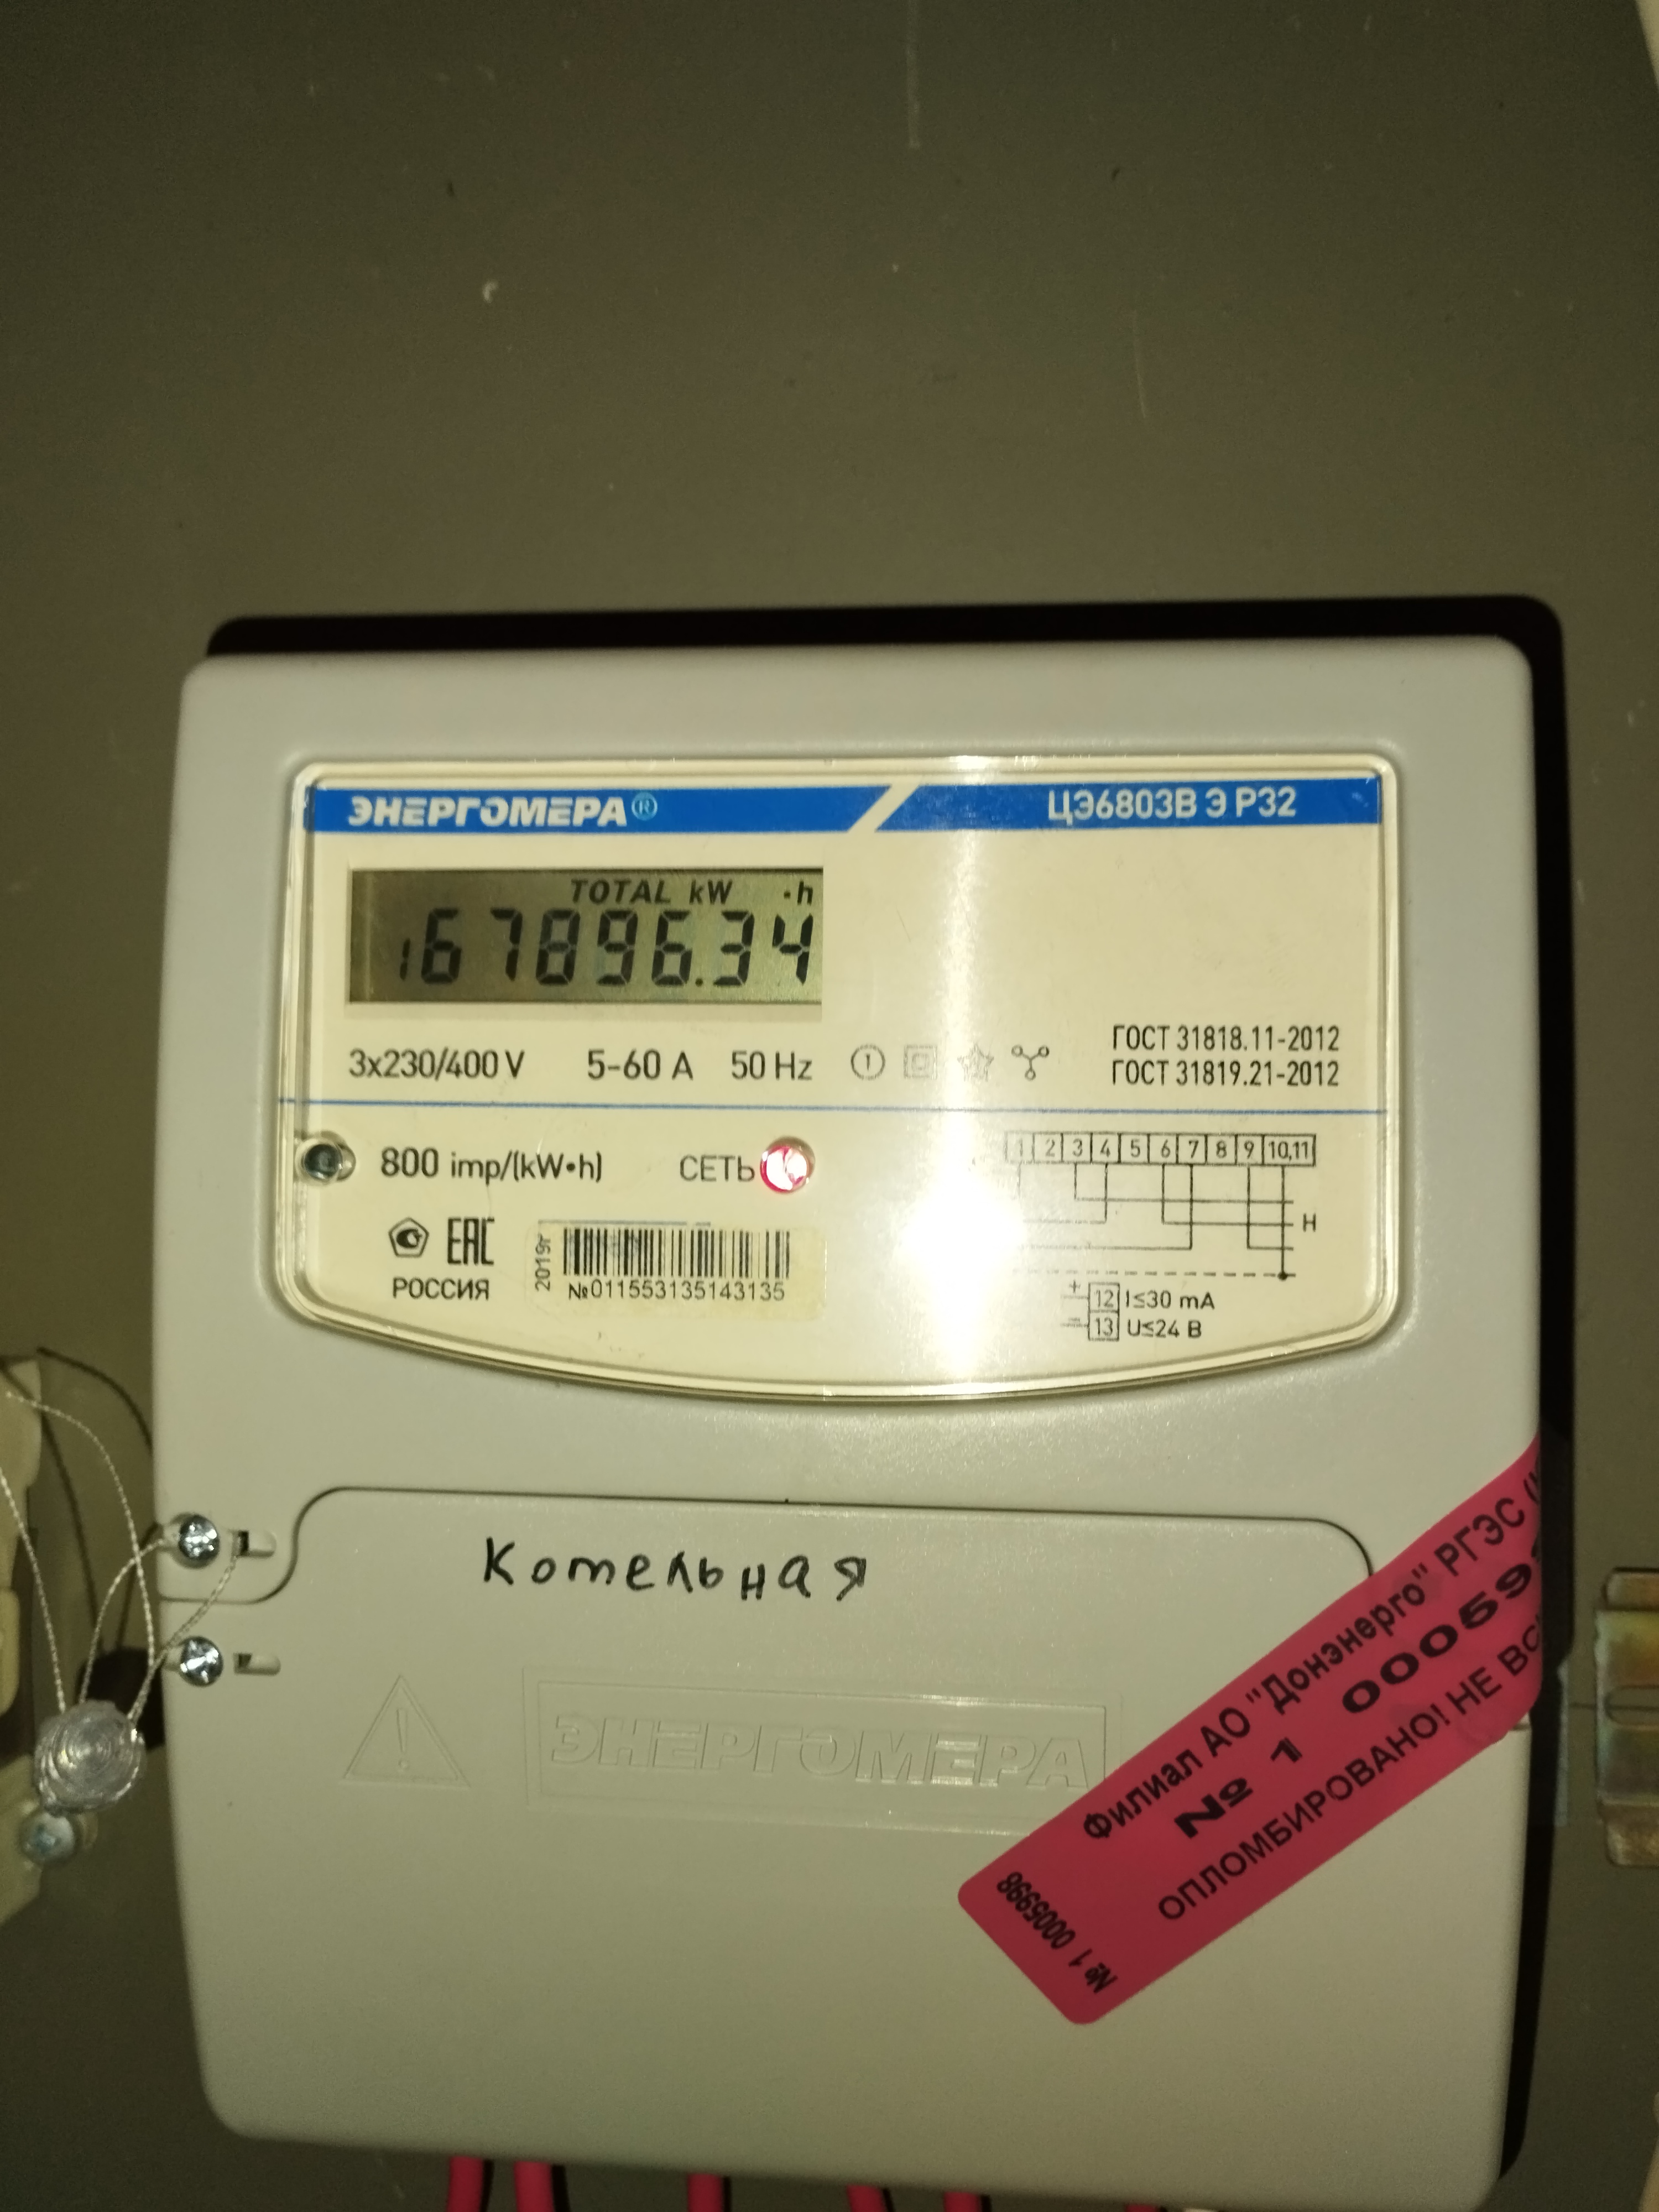 ЭНЕРГОМЕРА®
ЦЭ6803В Э Р32
TOTAL kW·h
167896.34
3x230/400 V 5-60 A 50 Hz
ГОСТ 31818.11-2012
ГОСТ 31819.21-2012
800 imp/(kW•h) СЕТЬ
1 2 3 4 5 6 7 8 9 10,11
Н
ЕАС
РОССИЯ
2019г
№011553135143135
+ 12 I≤30 mA
– 13 U≤24 В
Котельная
ЭНЕРГОМЕРА
Филиал АО "Донэнерго" РГЭС
№ 1 00059
ОПЛОМБИРОВАНО! НЕ
№ 1 0005998